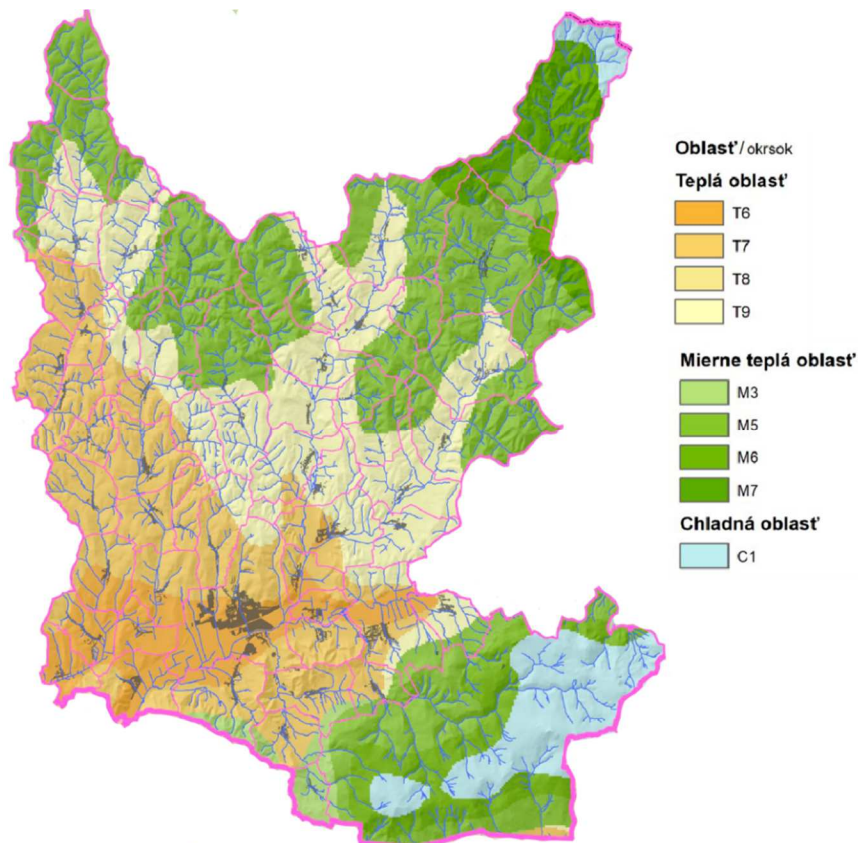 Oblasť/okrsok
Teplá oblasť
T6
T7
T8
T9
Mierne teplá oblasť
M3
M5
M6
M7
Chladná oblasť
C1